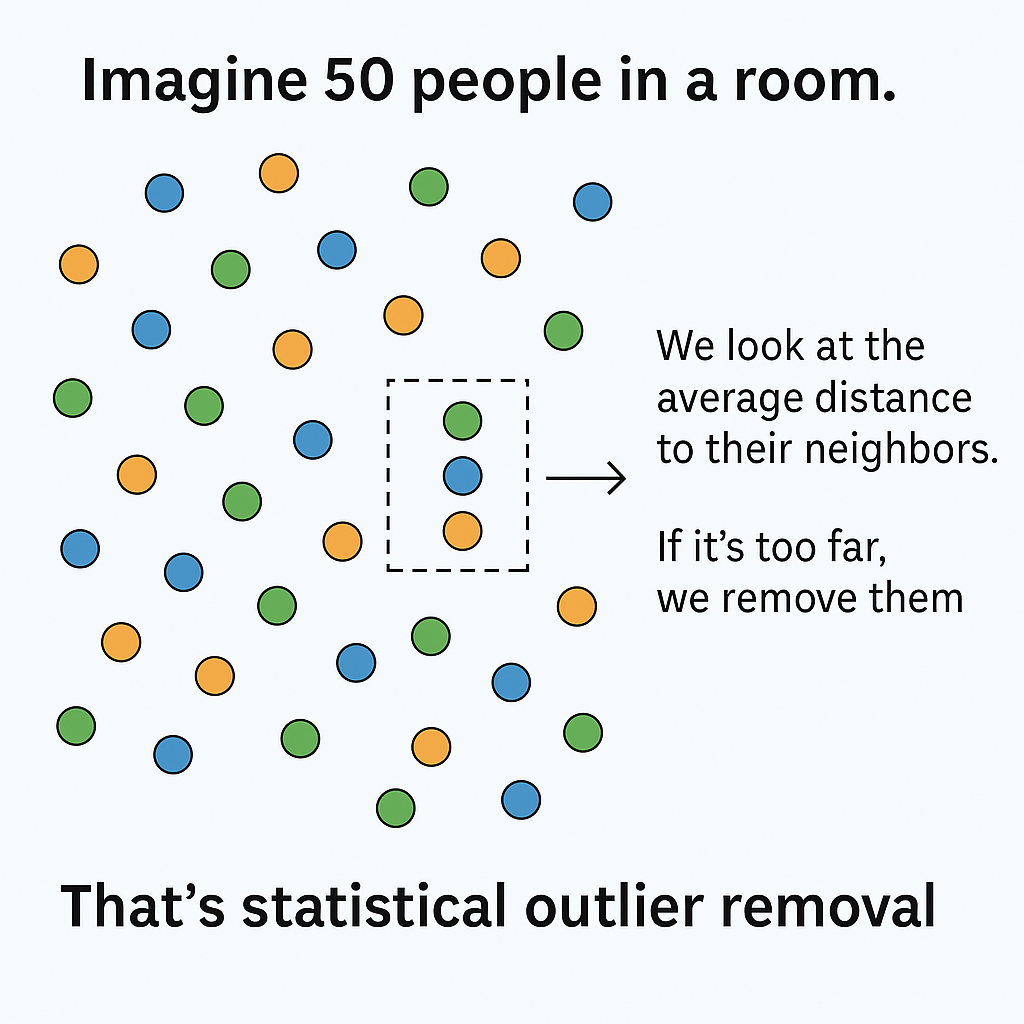 Imagine 50 people in a room.
We look at the
average distance
to their neighbors.
If it’s too far,
we remove them
That’s statistical outlier removal